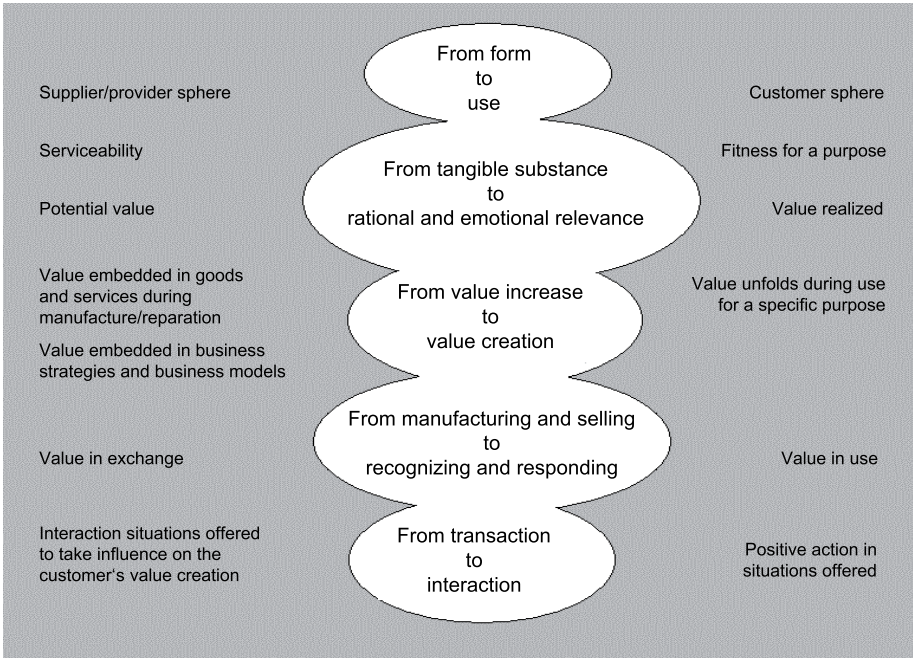 From form
to
use
Supplier/provider sphere
Customer sphere
Serviceability
Fitness for a purpose
From tangible substance
to
rational and emotional relevance
Potential value
Value realized
Value embedded in goods
and services during
manufacture/reparation
Value unfolds during use
for a specific purpose
From value increase
to
value creation
Value embedded in business
strategies and business models
From manufacturing and selling
to
recognizing and responding
Value in exchange
Value in use
Interaction situations offered
to take influence on the
customer‘s value creation
From transaction
to
interaction
Positive action in
situations offered